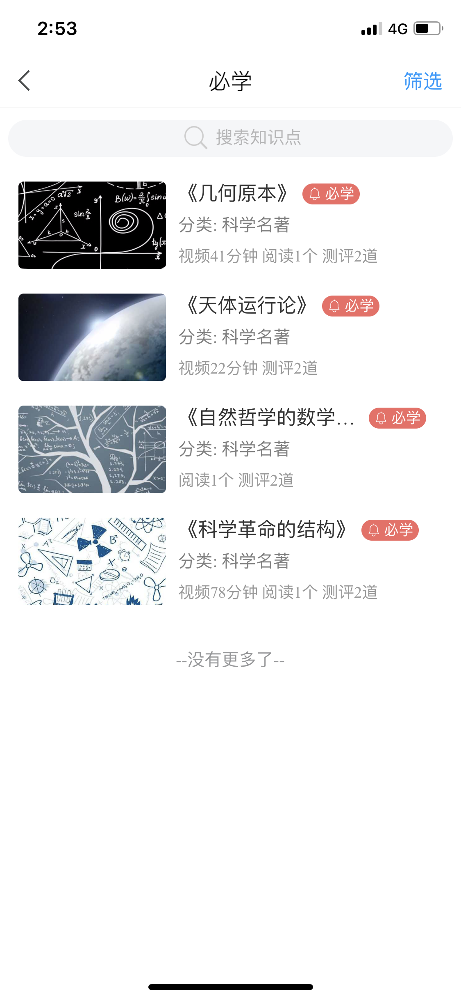 2:53 4G
必学 筛选
搜索知识点
《几何原本》 必学
分类: 科学名著
视频41分钟 阅读1个 测评2道
《天体运行论》 必学
分类: 科学名著
视频22分钟 测评2道
《自然哲学的数学... 必学
分类: 科学名著
阅读1个 测评2道
《科学革命的结构》 必学
分类: 科学名著
视频78分钟 阅读1个 测评2道
--没有更多了--